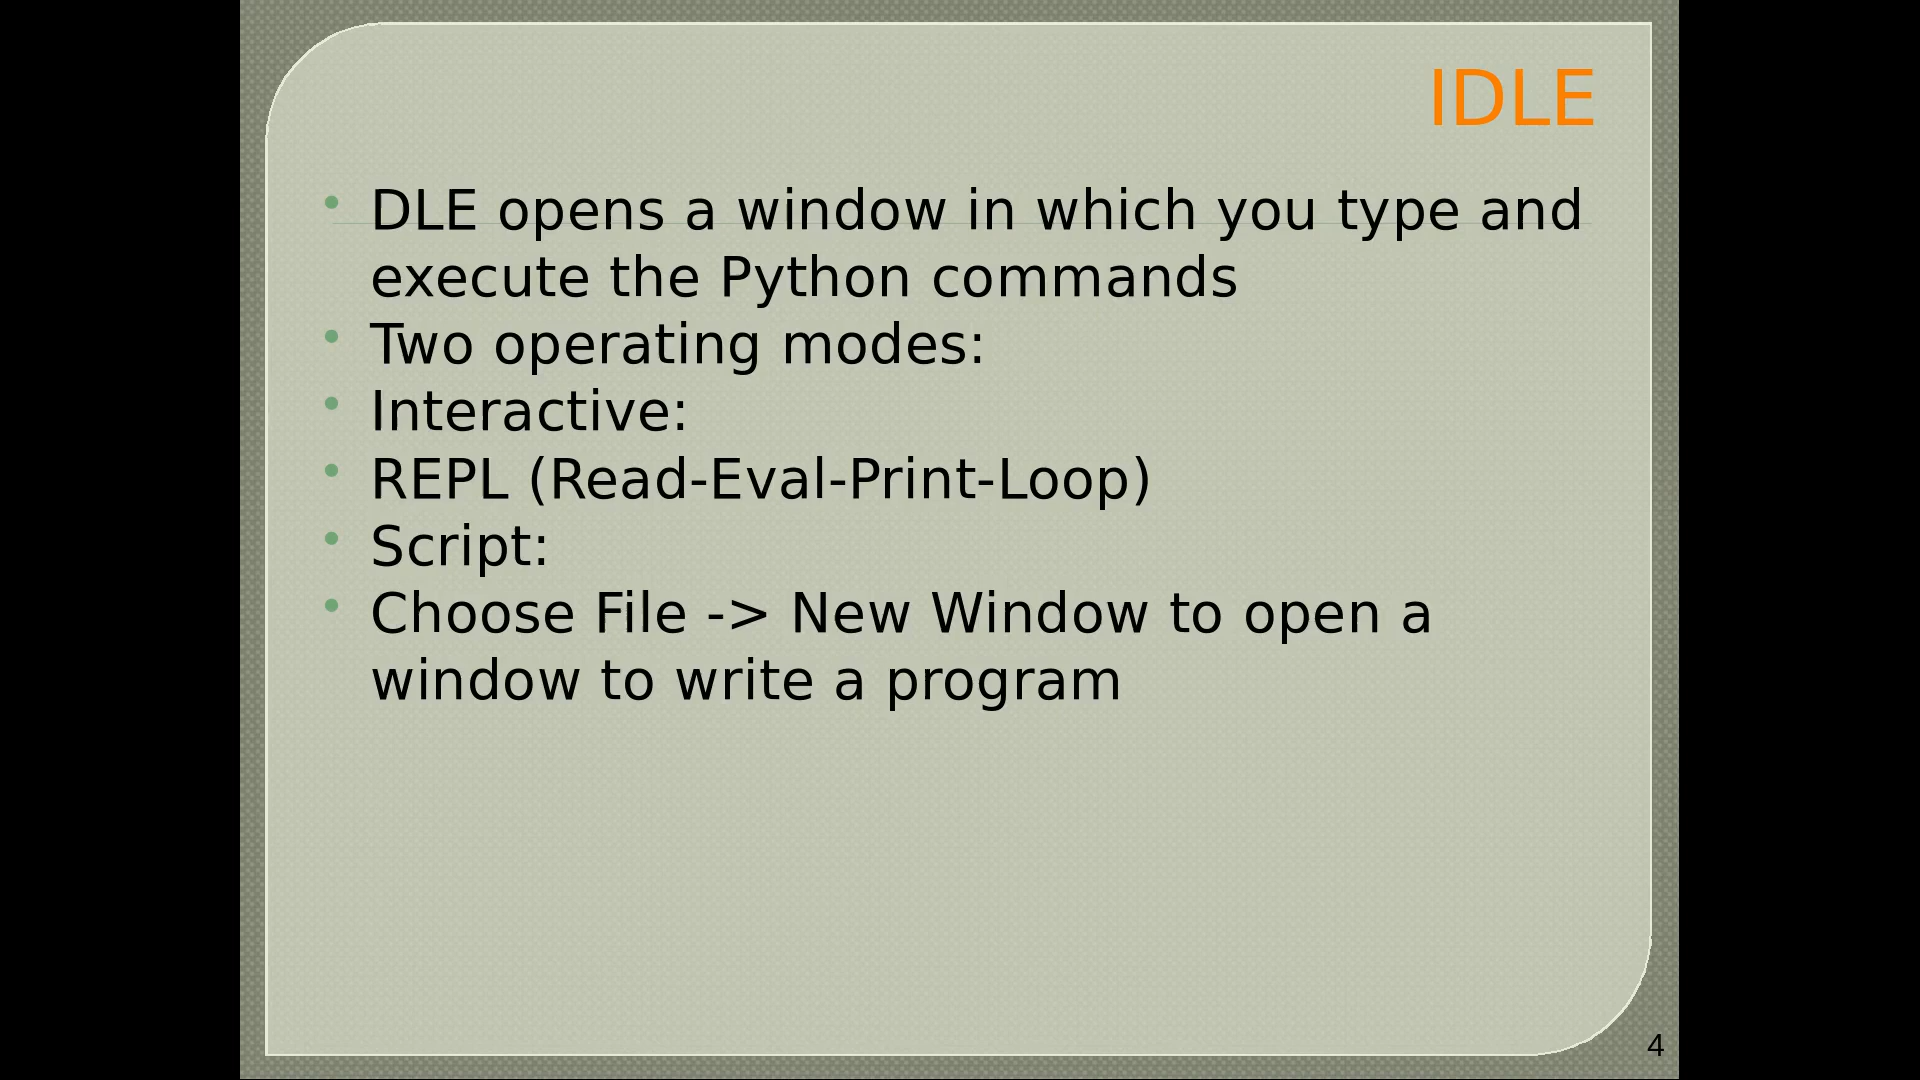 IDLE
• DLE opens a window in which you type and
execute the Python commands
• Two operating modes:
• Interactive:
• REPL (Read-Eval-Print-Loop)
• Script:
• Choose File -> New Window to open a
window to write a program
4